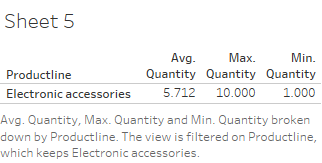 Sheet 5
Avg. Max. Min.
Productline Quantity Quantity Quantity
Electronic accessories 5.712 10.000 1.000
Avg. Quantity, Max. Quantity and Min. Quantity broken
down by Productline. The view is filtered on Productline,
which keeps Electronic accessories.